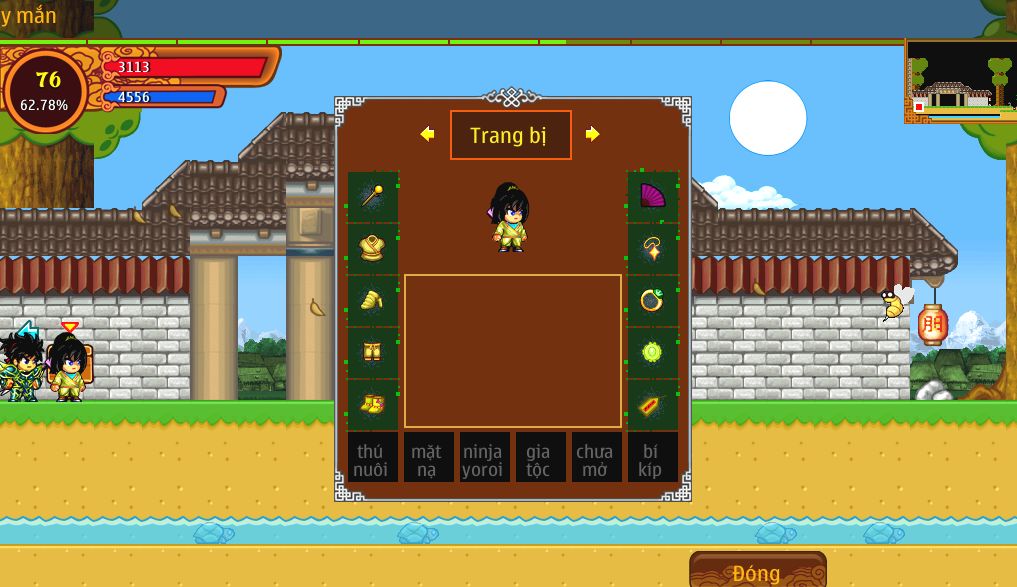 y mắn
76
62.78%
3113
4556
Trang bị
thú nuôi
mặt nạ
ninja yoroi
gia tộc
chưa mở
bí kíp
Đóng